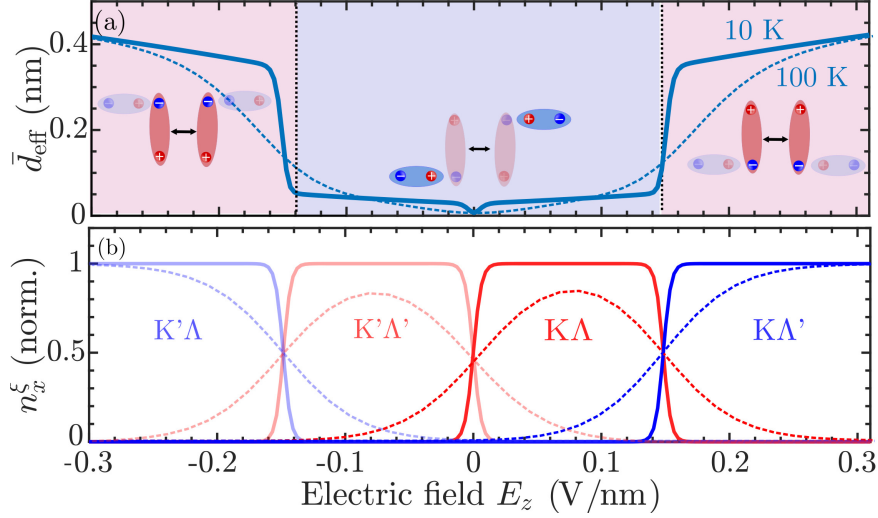 (a)
0.4
0.2
0
d̄eff (nm)
10 K
100 K
(b)
1
0.5
0
nxξ (norm.)
K'Λ
K'Λ'
KΛ
KΛ'
-0.3
-0.2
-0.1
0
0.1
0.2
0.3
Electric field Ez (V/nm)